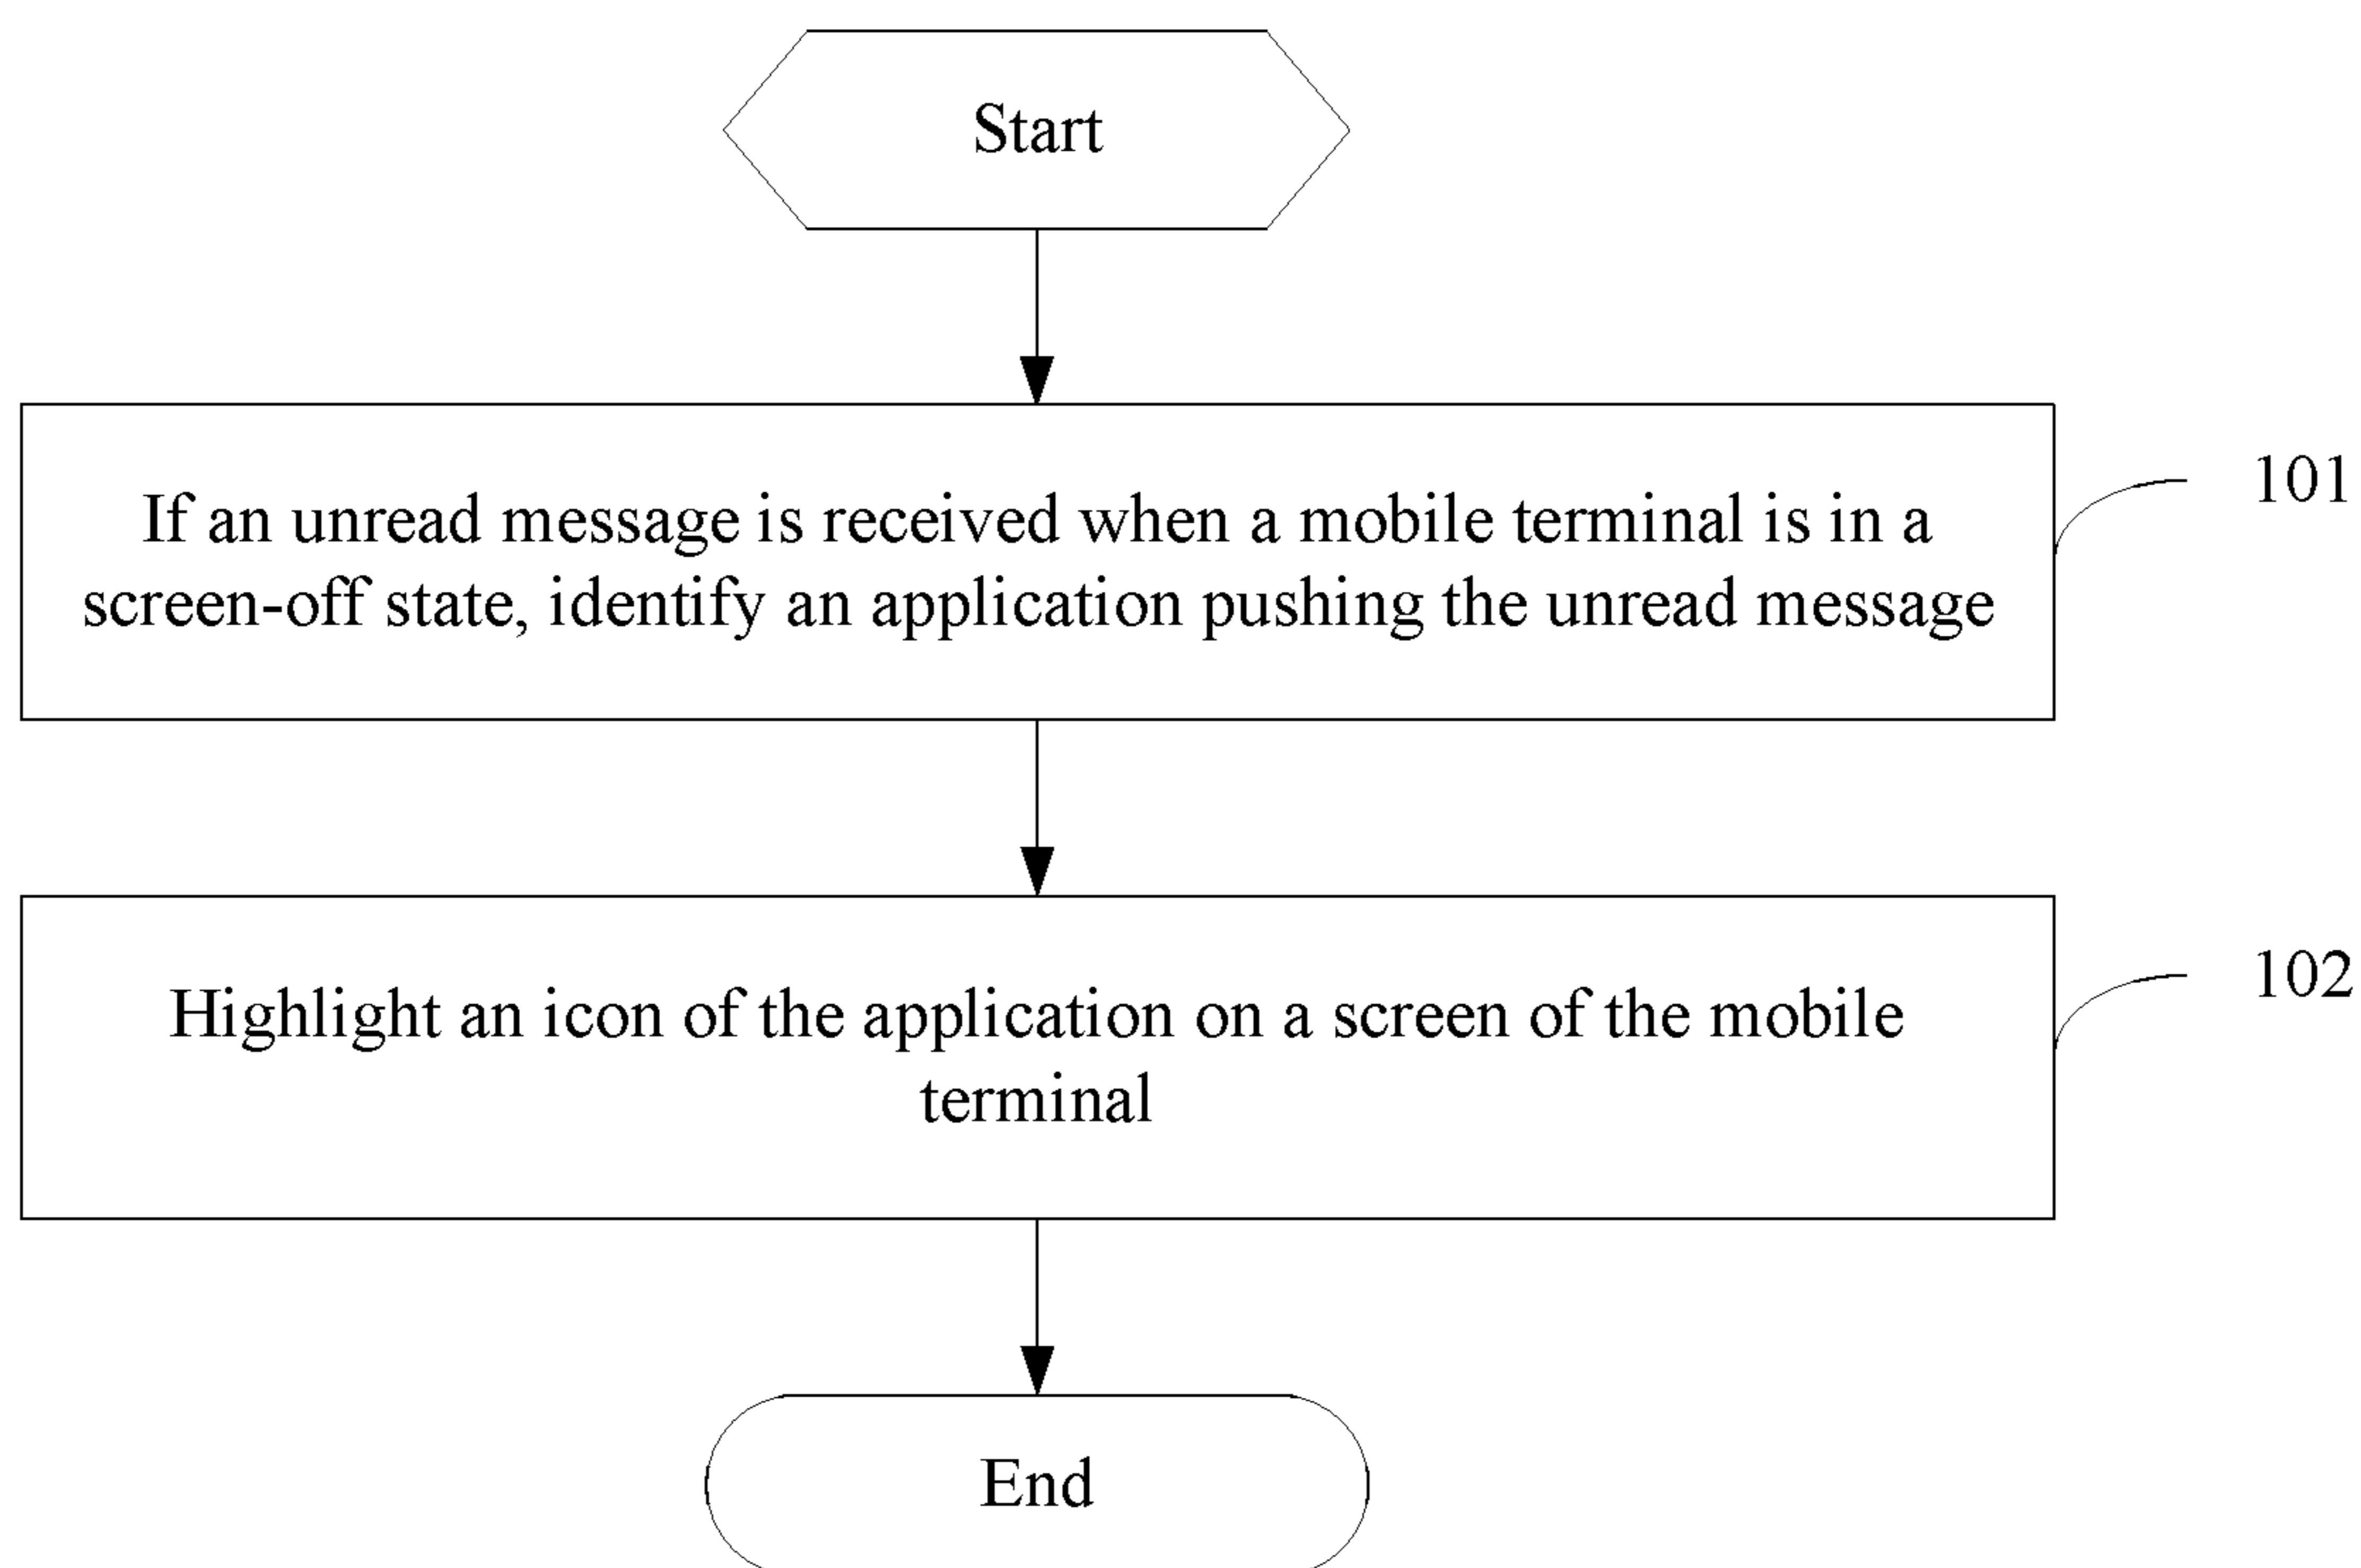 Start
If an unread message is received when a mobile terminal is in a
screen-off state, identify an application pushing the unread message
101
Highlight an icon of the application on a screen of the mobile
terminal
102
End